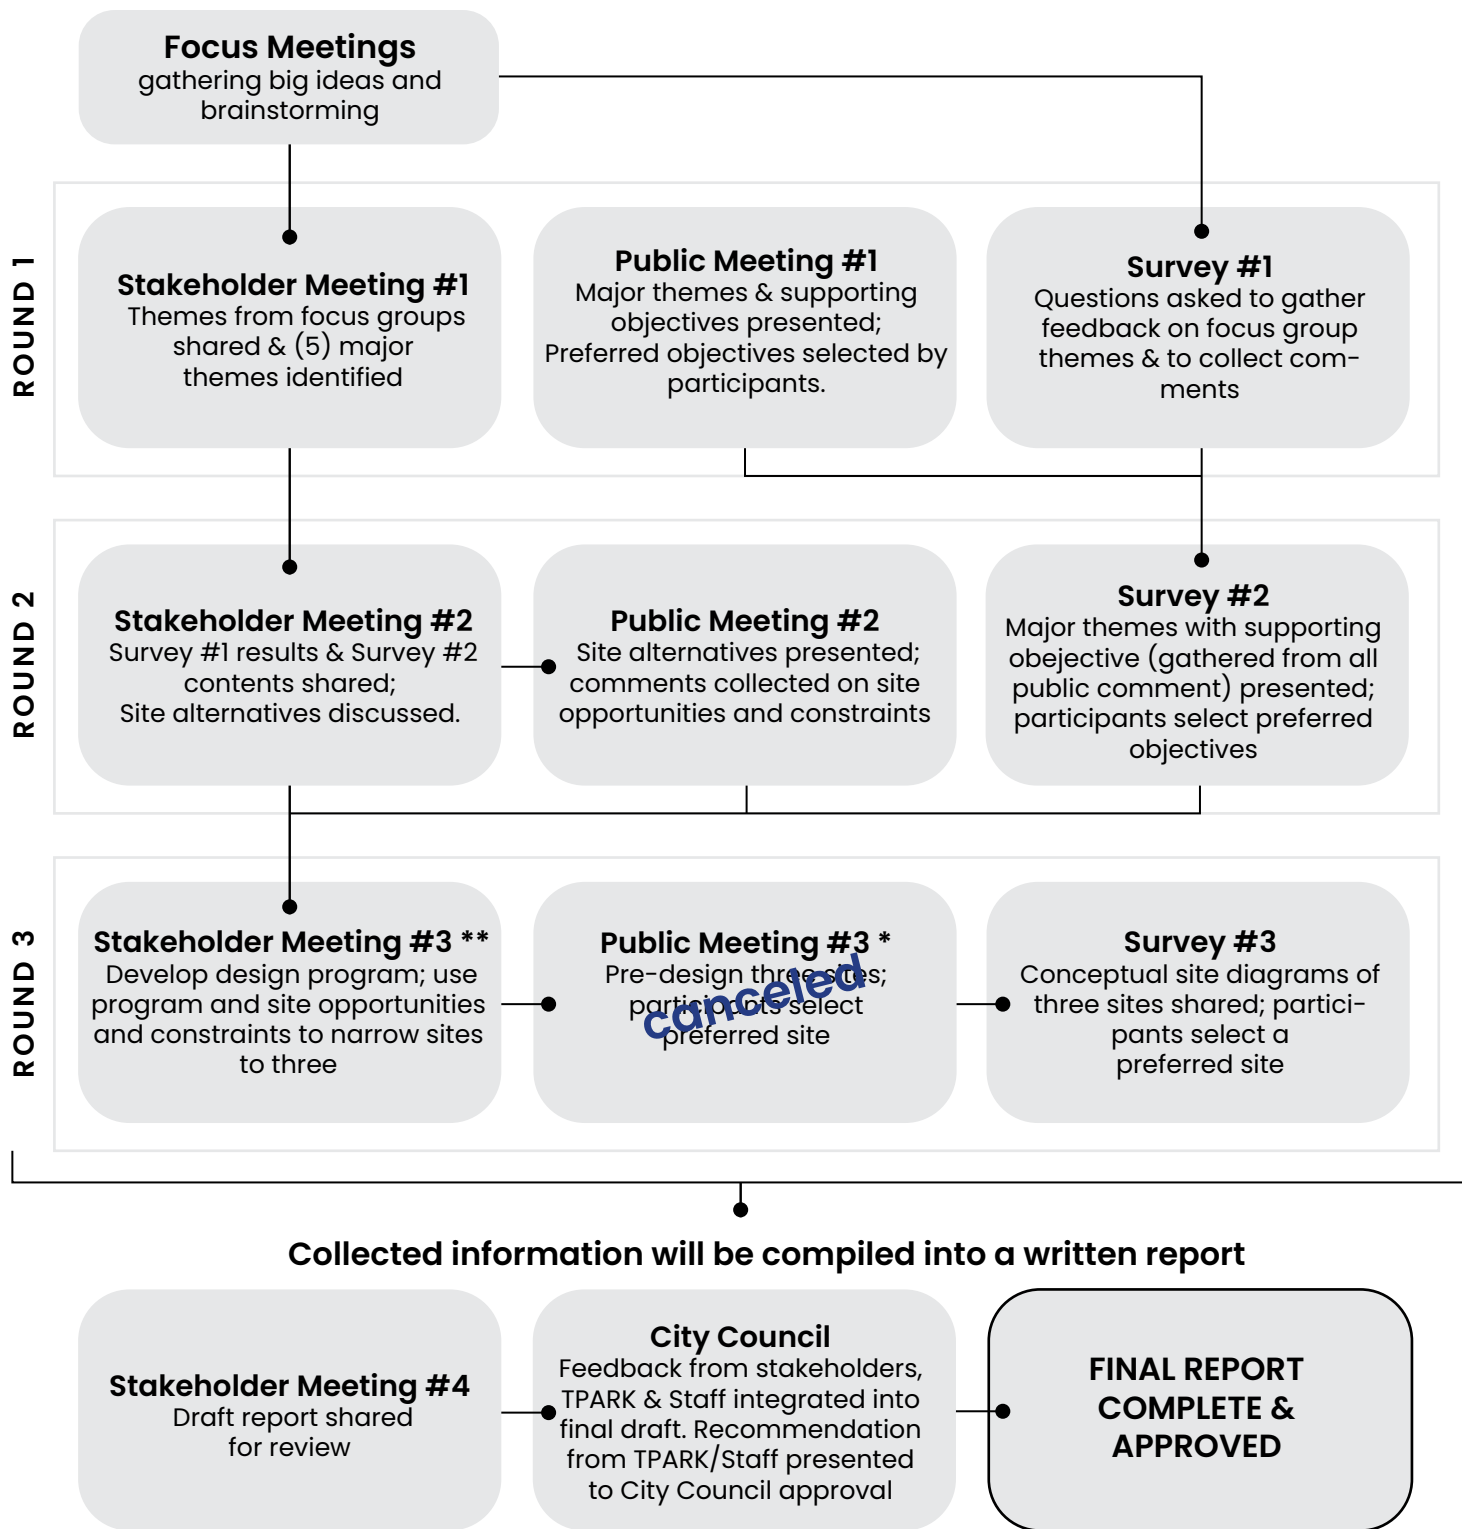 Focus Meetings
gathering big ideas and
brainstorming
ROUND 1
Stakeholder Meeting #1
Themes from focus groups
shared & (5) major
themes identified
Public Meeting #1
Major themes & supporting
objectives presented;
Preferred objectives selected by
participants.
Survey #1
Questions asked to gather
feedback on focus group
themes & to collect com-
ments
ROUND 2
Stakeholder Meeting #2
Survey #1 results & Survey #2
contents shared;
Site alternatives discussed.
Public Meeting #2
Site alternatives presented;
comments collected on site
opportunities and constraints
Survey #2
Major themes with supporting
obejective (gathered from all
public comment) presented;
participants select preferred
objectives
ROUND 3
Stakeholder Meeting #3 **
Develop design program; use
program and site opportunities
and constraints to narrow sites
to three
Public Meeting #3 *
Pre-design three sites;
participants select
preferred site
canceled
Survey #3
Conceptual site diagrams of
three sites shared; partici-
pants select a
preferred site
Collected information will be compiled into a written report
Stakeholder Meeting #4
Draft report shared
for review
City Council
Feedback from stakeholders,
TPARK & Staff integrated into
final draft. Recommendation
from TPARK/Staff presented
to City Council approval
FINAL REPORT
COMPLETE &
APPROVED